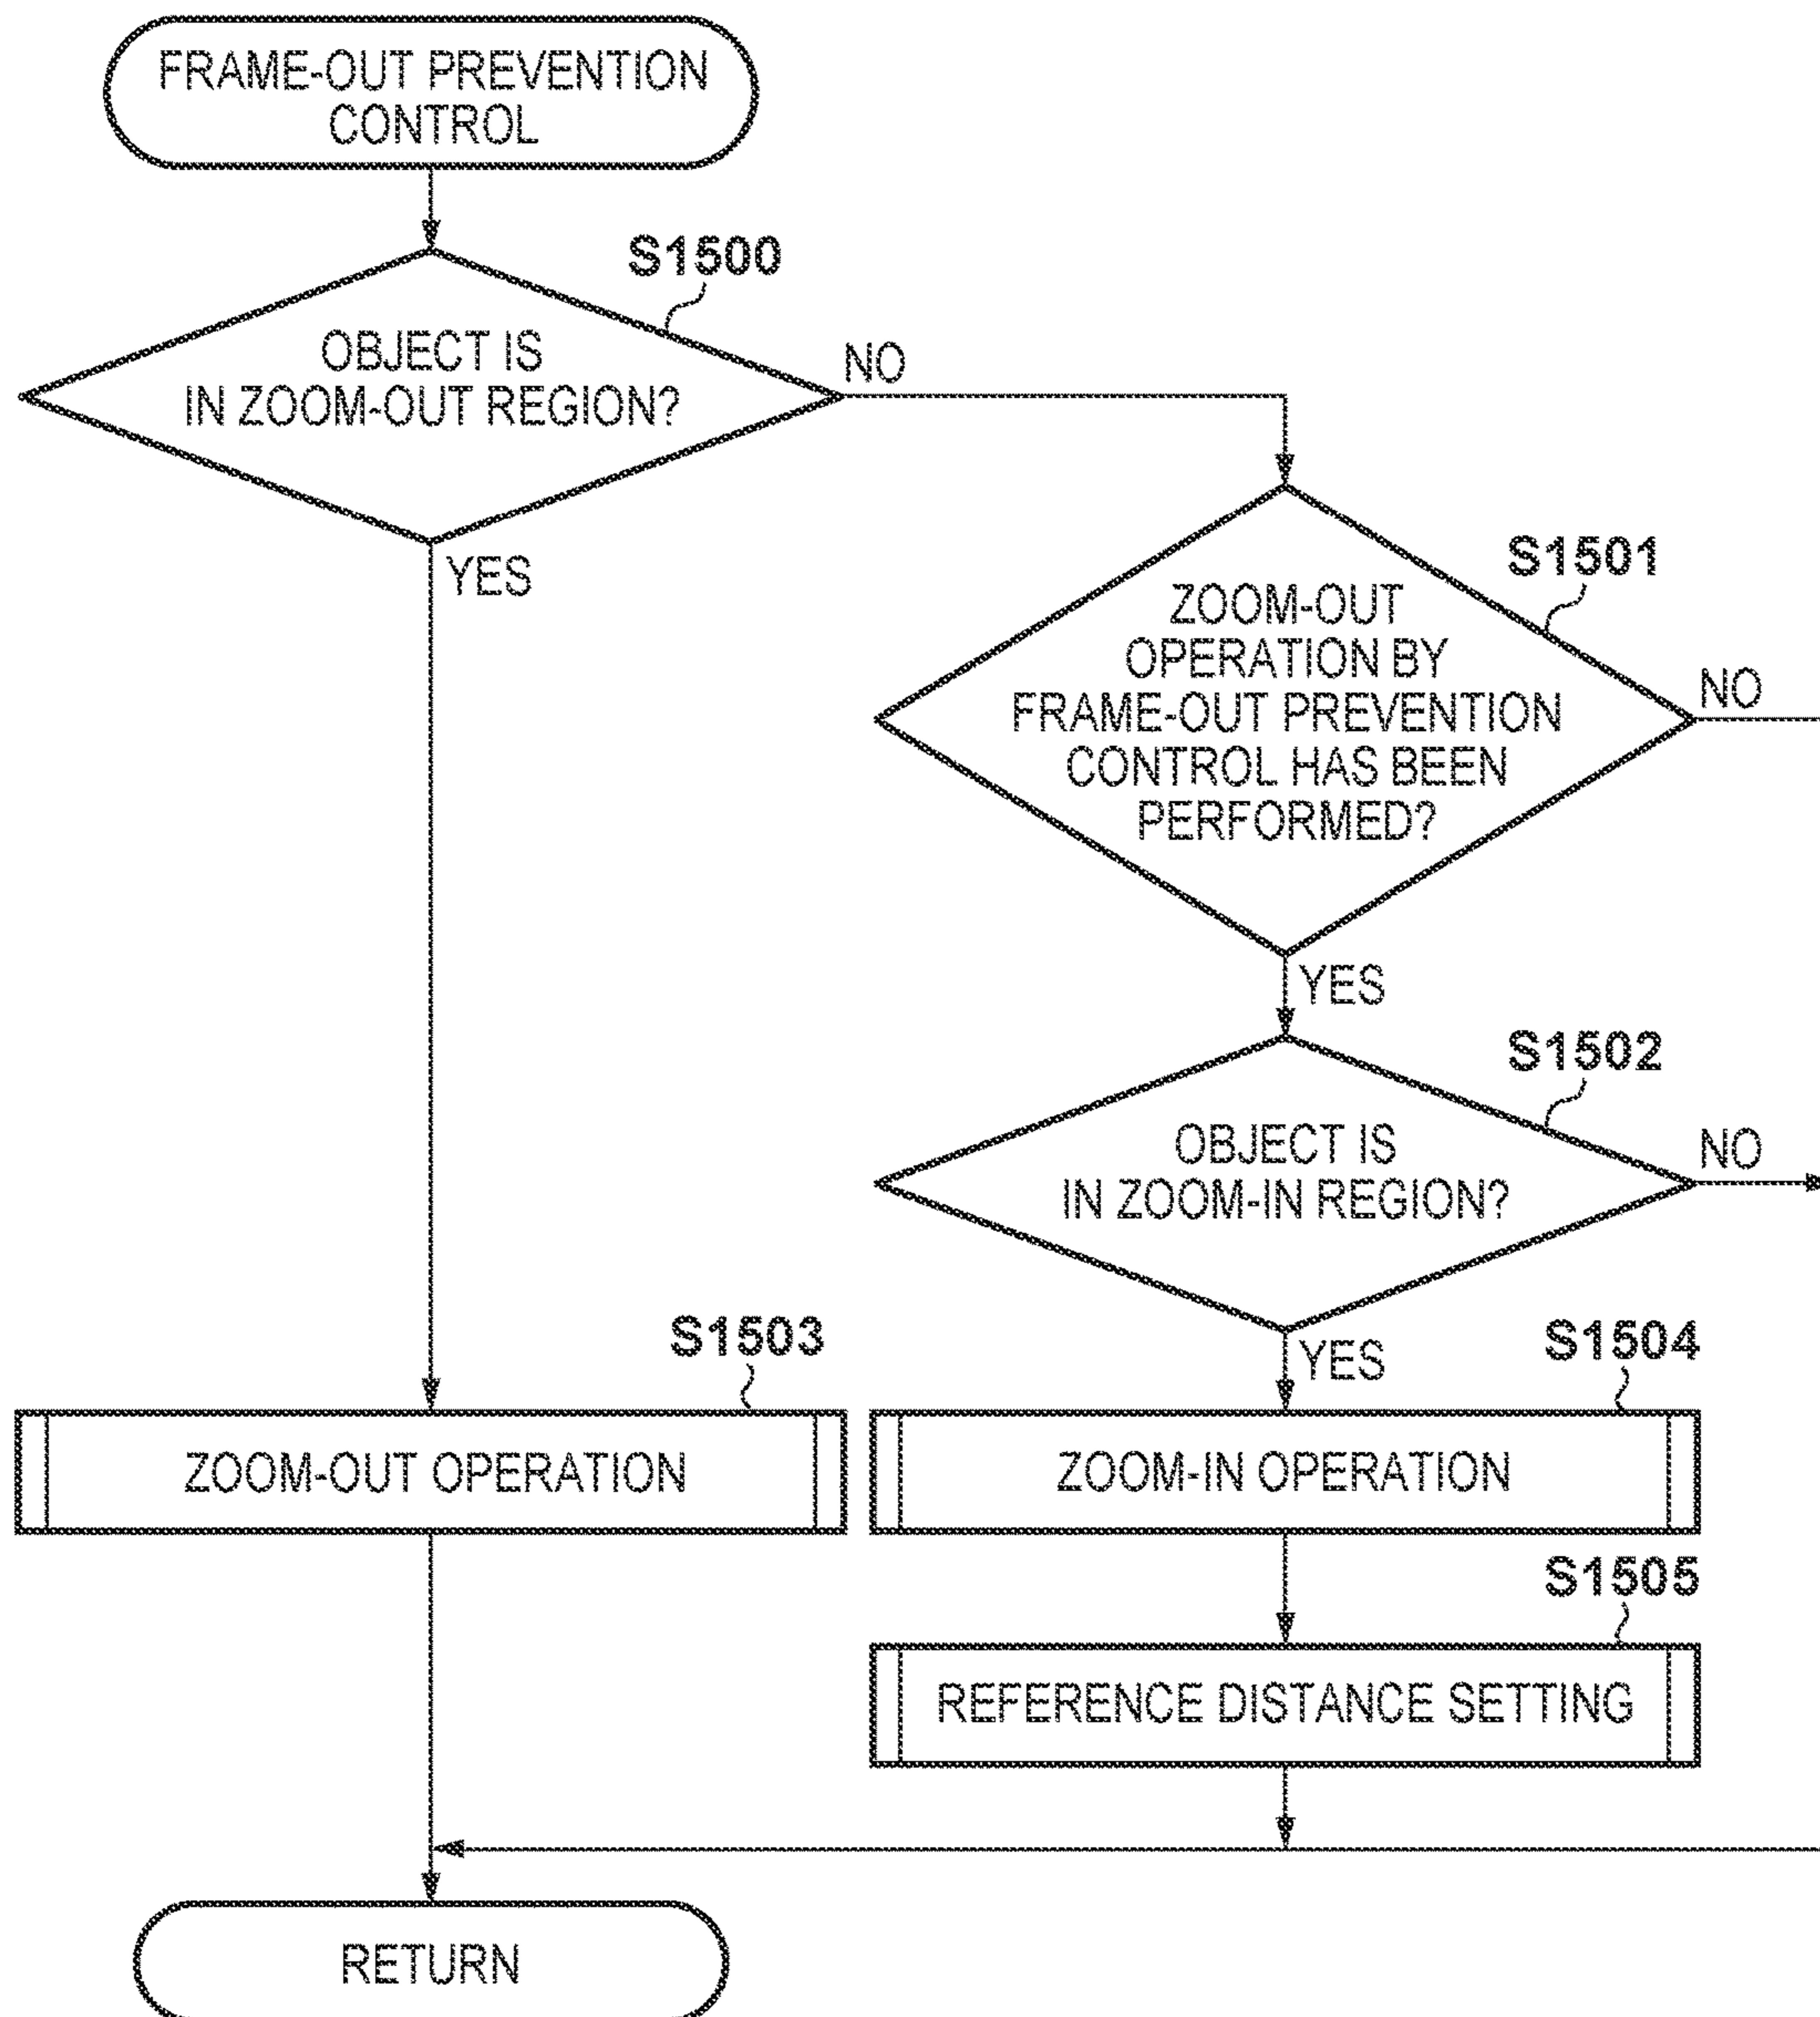 FRAME-OUT PREVENTION
CONTROL
S1500
OBJECT IS
IN ZOOM-OUT REGION?
NO
YES
S1501
ZOOM-OUT
OPERATION BY
FRAME-OUT PREVENTION
CONTROL HAS BEEN
PERFORMED?
NO
YES
S1502
OBJECT IS
IN ZOOM-IN REGION?
NO
YES
S1503
ZOOM-OUT OPERATION
S1504
ZOOM-IN OPERATION
S1505
REFERENCE DISTANCE SETTING
RETURN